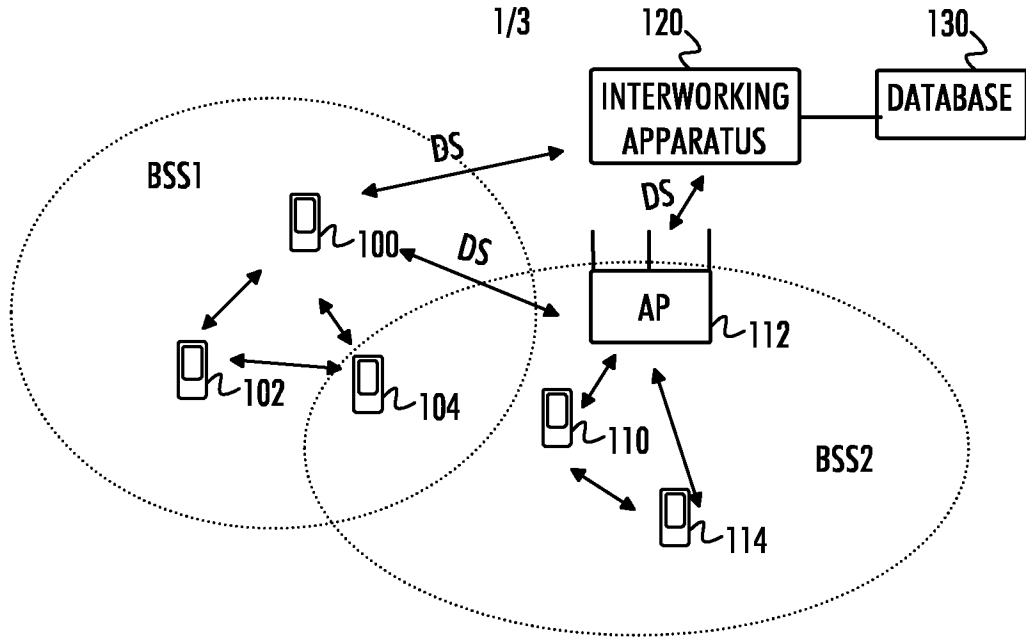 1/3
120
130
INTERWORKING
APPARATUS
DATABASE
DS
BSS1
DS
100
DS
AP
112
102
104
110
BSS2
114